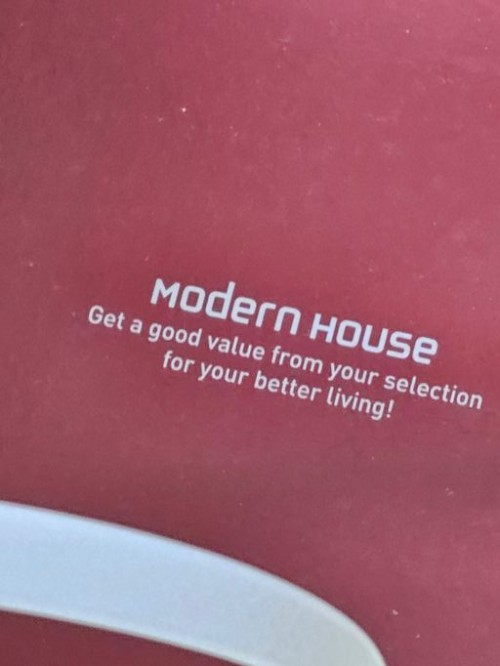 Modern House
Get a good value from your selection
for your better living!